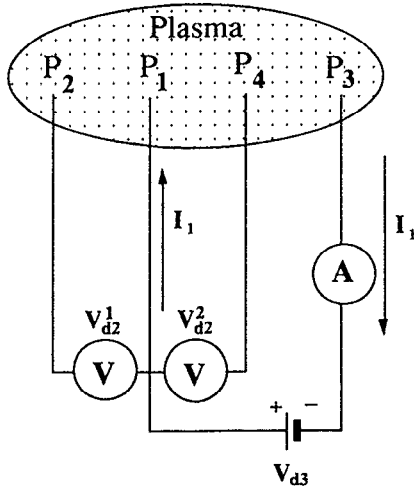 Plasma
P₂ P₁ P₄ P₃
I₁ I₁
A
V¹d2 V²d2
V V
+ −
Vd3